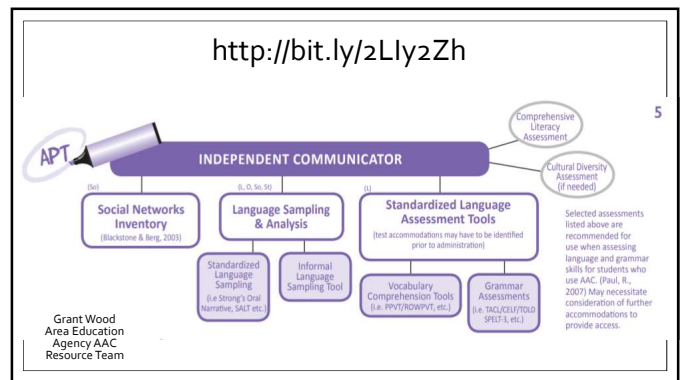 http://bit.ly/2LIy2Zh
5
APT
INDEPENDENT COMMUNICATOR
Comprehensive
Literacy
Assessment
Cultural Diversity
Assessment
(if needed)
(So)
Social Networks
Inventory
(Blackstone & Berg, 2003)
(L, O, So, St)
Language Sampling
& Analysis
Standardized
Language
Sampling
(i.e Strong's Oral
Narrative, SALT etc.)
Informal
Language
Sampling Tool
(L)
Standardized Language
Assessment Tools
(test accommodations may have to be identified
prior to administration)
Vocabulary
Comprehension Tools
(i.e. PPVT/ROWPVT, etc.)
Grammar
Assessments
(i.e. TACL/CELF/TOLD
SPELT-3, etc.)
Selected assessments
listed above are
recommended for
use when assessing
language and grammar
skills for students who
use AAC. (Paul, R.,
2007) May necessitate
consideration of further
accommodations to
provide access.
Grant Wood
Area Education
Agency AAC
Resource Team